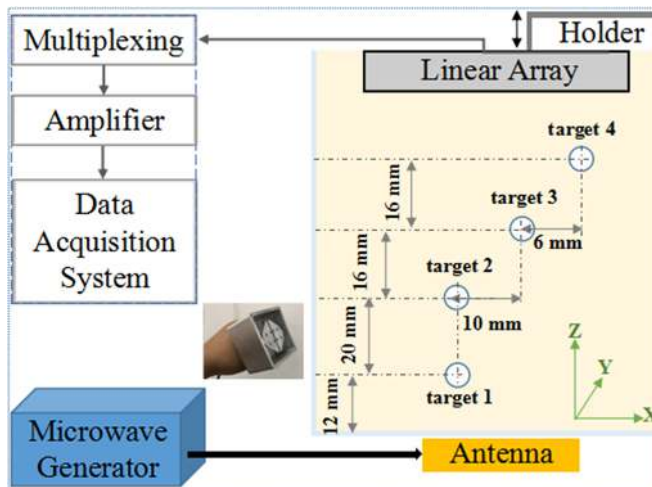 Multiplexing
Holder
Linear Array
Amplifier
target 4
16 mm
target 3
Data
Acquisition
System
6 mm
16 mm
target 2
10 mm
20 mm
target 1
12 mm
Z
Y
X
Microwave
Generator
Antenna